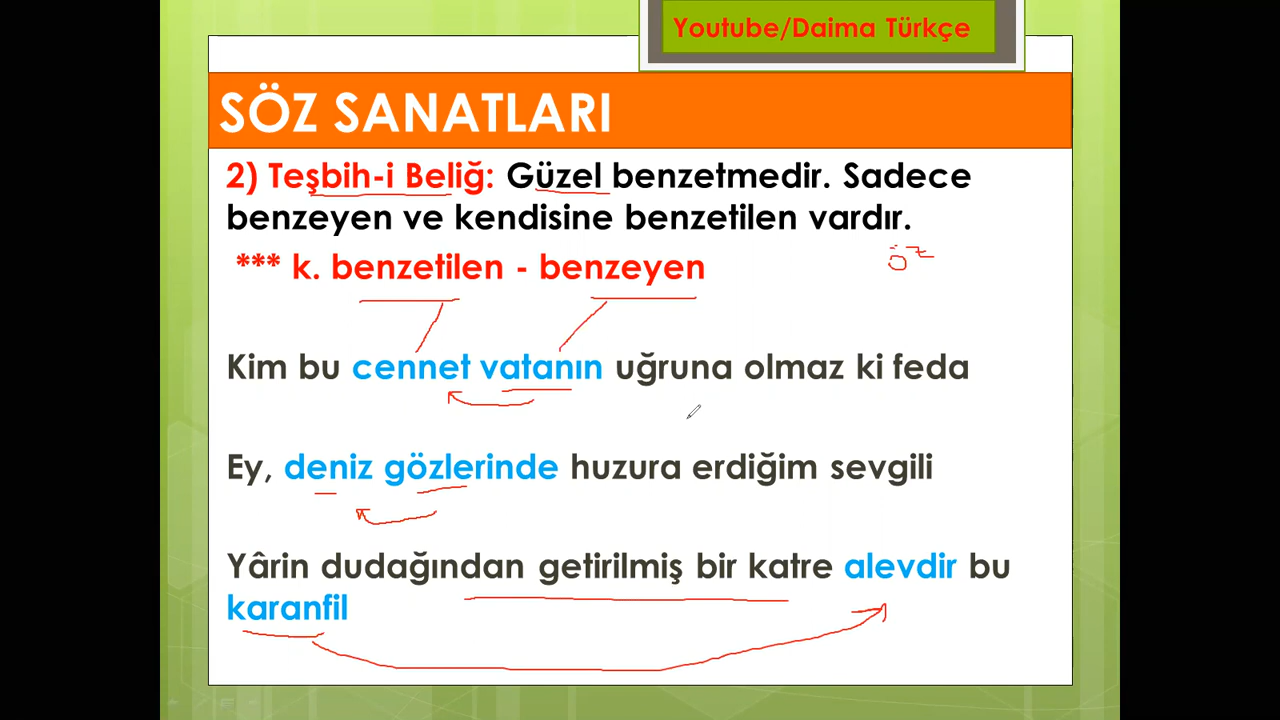 Youtube/Daima Türkçe
SÖZ SANATLARI
2) Teşbih-i Beliğ: Güzel benzetmedir. Sadece
benzeyen ve kendisine benzetilen vardır.
*** k. benzetilen - benzeyen
öz
Kim bu cennet vatanın uğruna olmaz ki feda
Ey, deniz gözlerinde huzura erdiğim sevgili
Yârin dudağından getirilmiş bir katre alevdir bu
karanfil